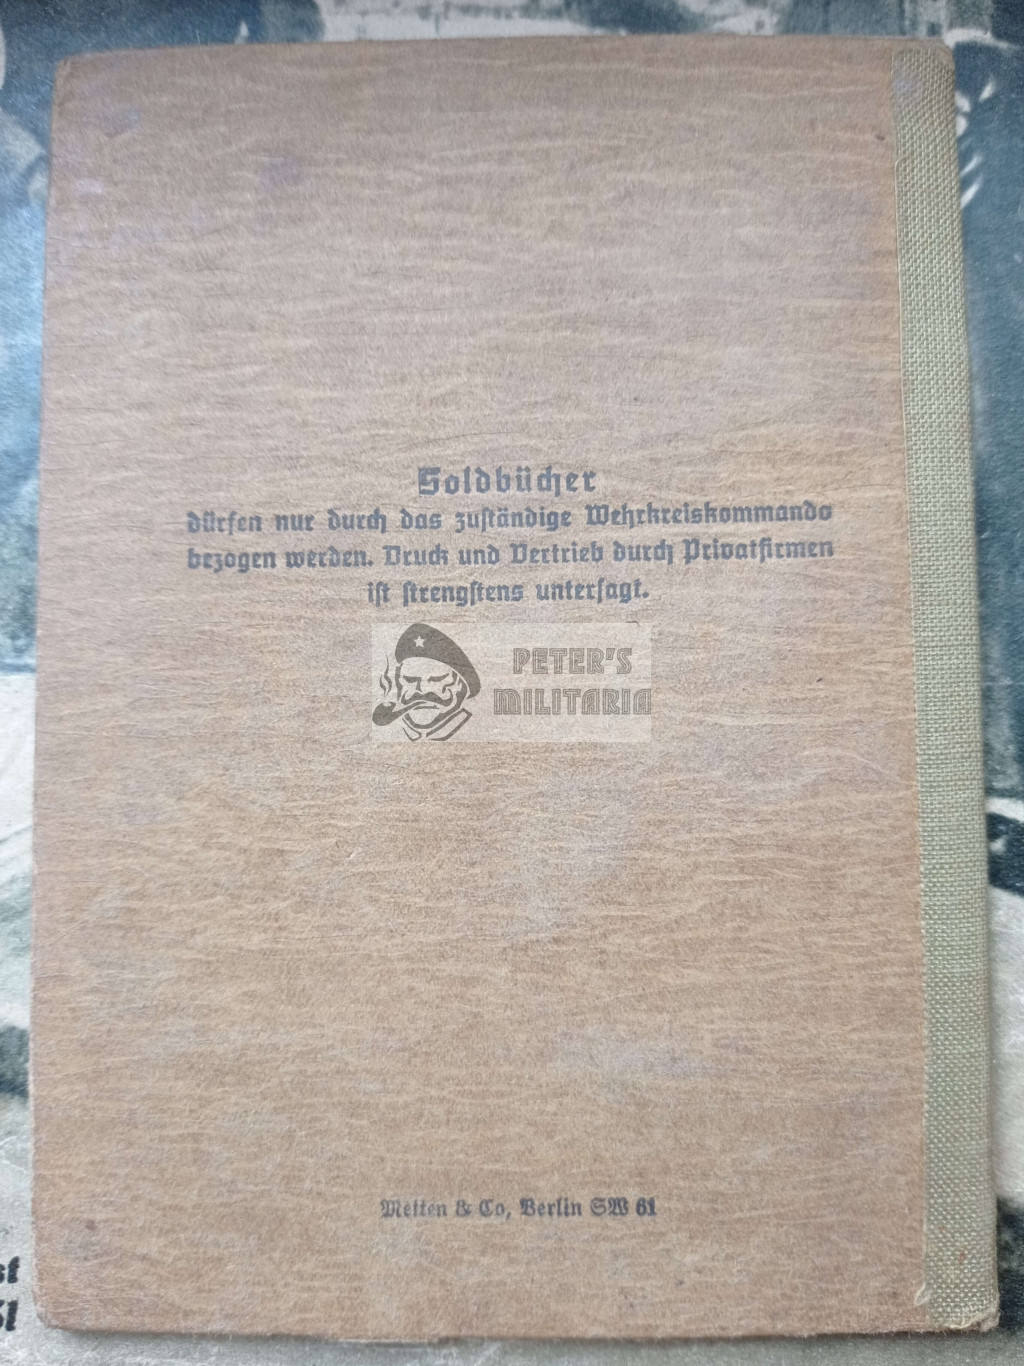 Soldbücher
dürfen nur durch das zuständige Wehrkreiskommando
bezogen werden. Druck und Vertrieb durch Privatfirmen
ist strengstens untersagt.
PETER'S
MILITARIA
Metten & Co, Berlin SW 61
st